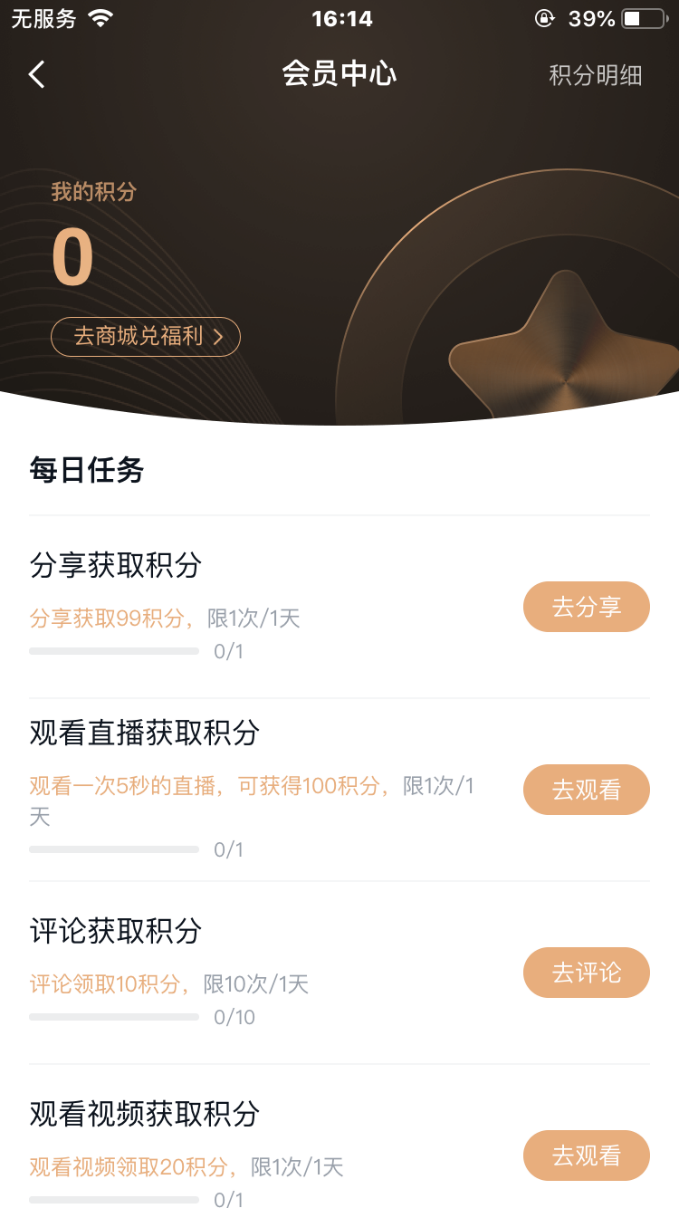 无服务 16:14 39%
会员中心 积分明细
我的积分
0
去商城兑福利
每日任务
分享获取积分
分享获取99积分，限1次/1天
0/1
去分享
观看直播获取积分
观看一次5秒的直播，可获得100积分，限1次/1
天
0/1
去观看
评论获取积分
评论领取10积分，限10次/1天
0/10
去评论
观看视频获取积分
观看视频领取20积分，限1次/1天
0/1
去观看